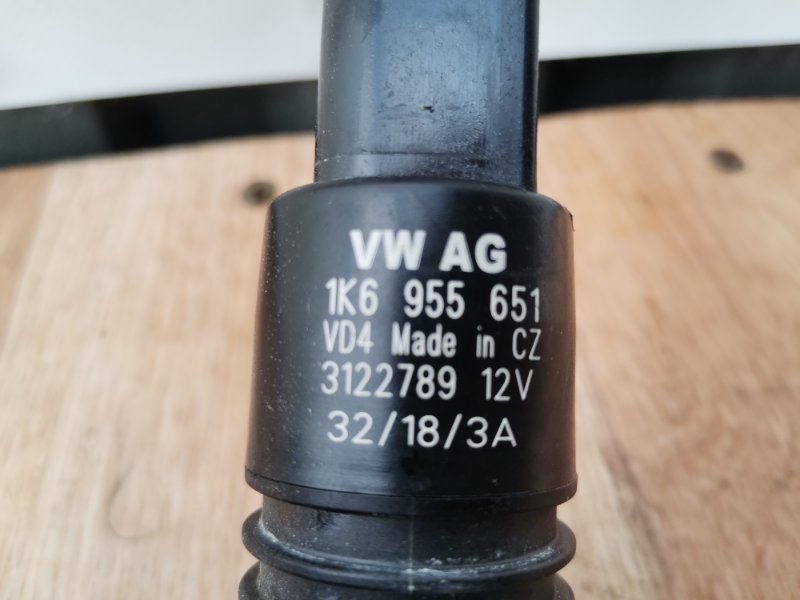 VW AG
1K6 955 651
VD4 Made in CZ
3122789 12V
32/18/3A